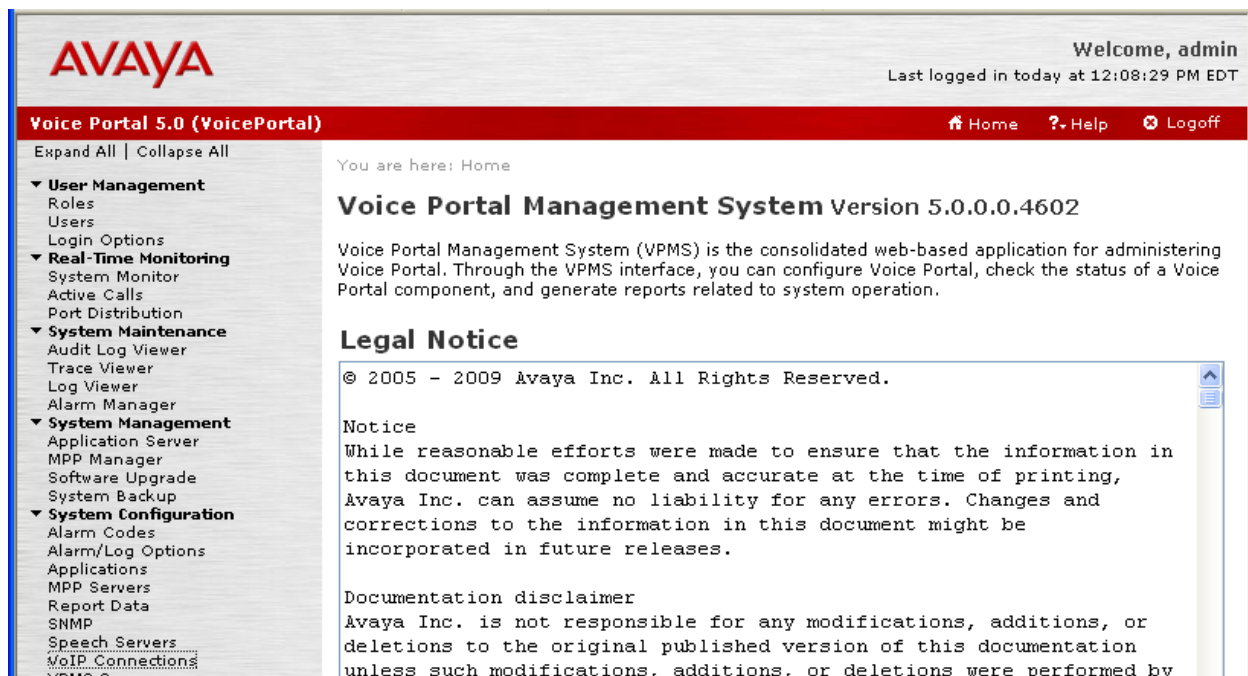 AVAYA
Welcome, admin
Last logged in today at 12:08:29 PM EDT
Voice Portal 5.0 (VoicePortal)
Home ? Help Logoff
Expand All | Collapse All
User Management
Roles
Users
Login Options
Real-Time Monitoring
System Monitor
Active Calls
Port Distribution
System Maintenance
Audit Log Viewer
Trace Viewer
Log Viewer
Alarm Manager
System Management
Application Server
MPP Manager
Software Upgrade
System Backup
System Configuration
Alarm Codes
Alarm/Log Options
Applications
MPP Servers
Report Data
SNMP
Speech Servers
VoIP Connections
You are here: Home
Voice Portal Management System Version 5.0.0.0.4602
Voice Portal Management System (VPMS) is the consolidated web-based application for administering
Voice Portal. Through the VPMS interface, you can configure Voice Portal, check the status of a Voice
Portal component, and generate reports related to system operation.
Legal Notice
© 2005 - 2009 Avaya Inc. All Rights Reserved.
Notice
While reasonable efforts were made to ensure that the information in
this document was complete and accurate at the time of printing,
Avaya Inc. can assume no liability for any errors. Changes and
corrections to the information in this document might be
incorporated in future releases.
Documentation disclaimer
Avaya Inc. is not responsible for any modifications, additions, or
deletions to the original published version of this documentation
unless such modifications, additions, or deletions were performed by